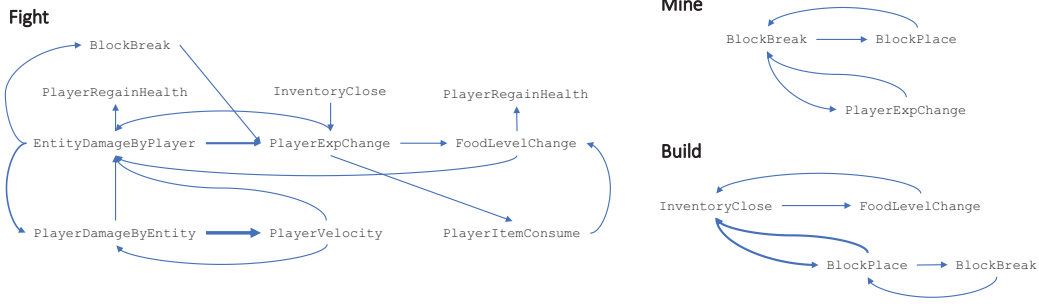 Fight
BlockBreak
PlayerRegainHealth
InventoryClose
PlayerRegainHealth
EntityDamageByPlayer
PlayerExpChange
FoodLevelChange
PlayerDamageByEntity
PlayerVelocity
PlayerItemConsume
Mine
BlockBreak
BlockPlace
PlayerExpChange
Build
InventoryClose
FoodLevelChange
BlockPlace
BlockBreak